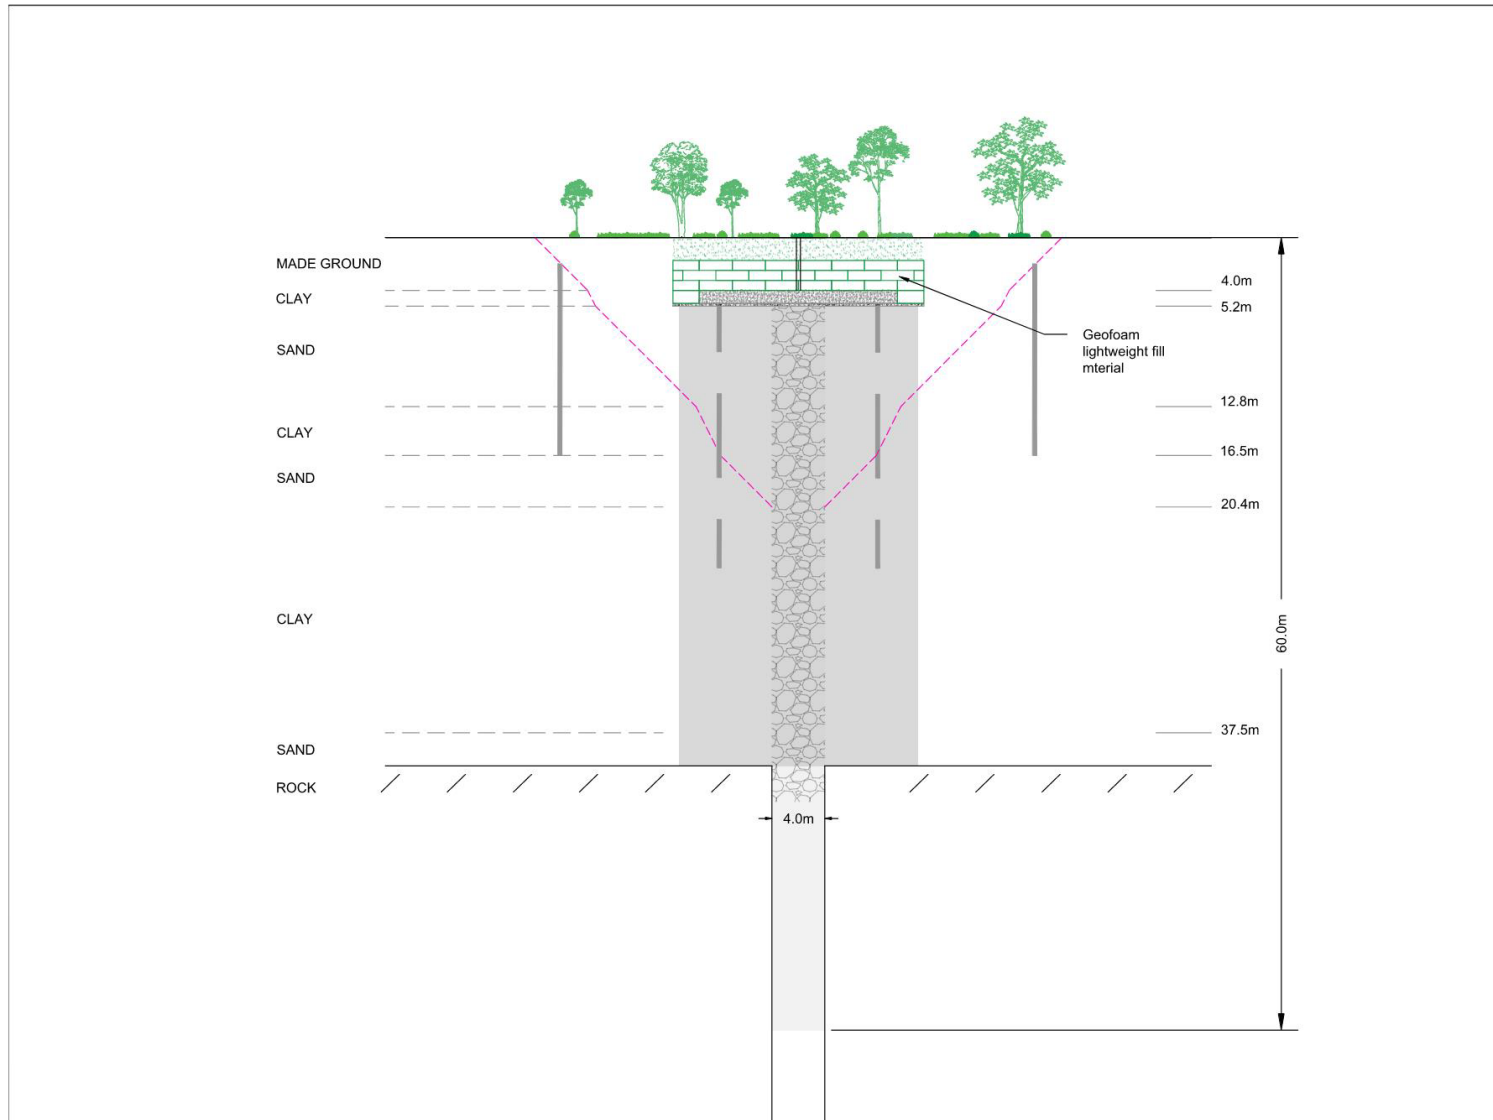 MADE GROUND
4.0m
CLAY
5.2m
Geofoam
lightweight fill
mterial
SAND
12.8m
CLAY
16.5m
SAND
20.4m
CLAY
60.0m
37.5m
SAND
ROCK
4.0m